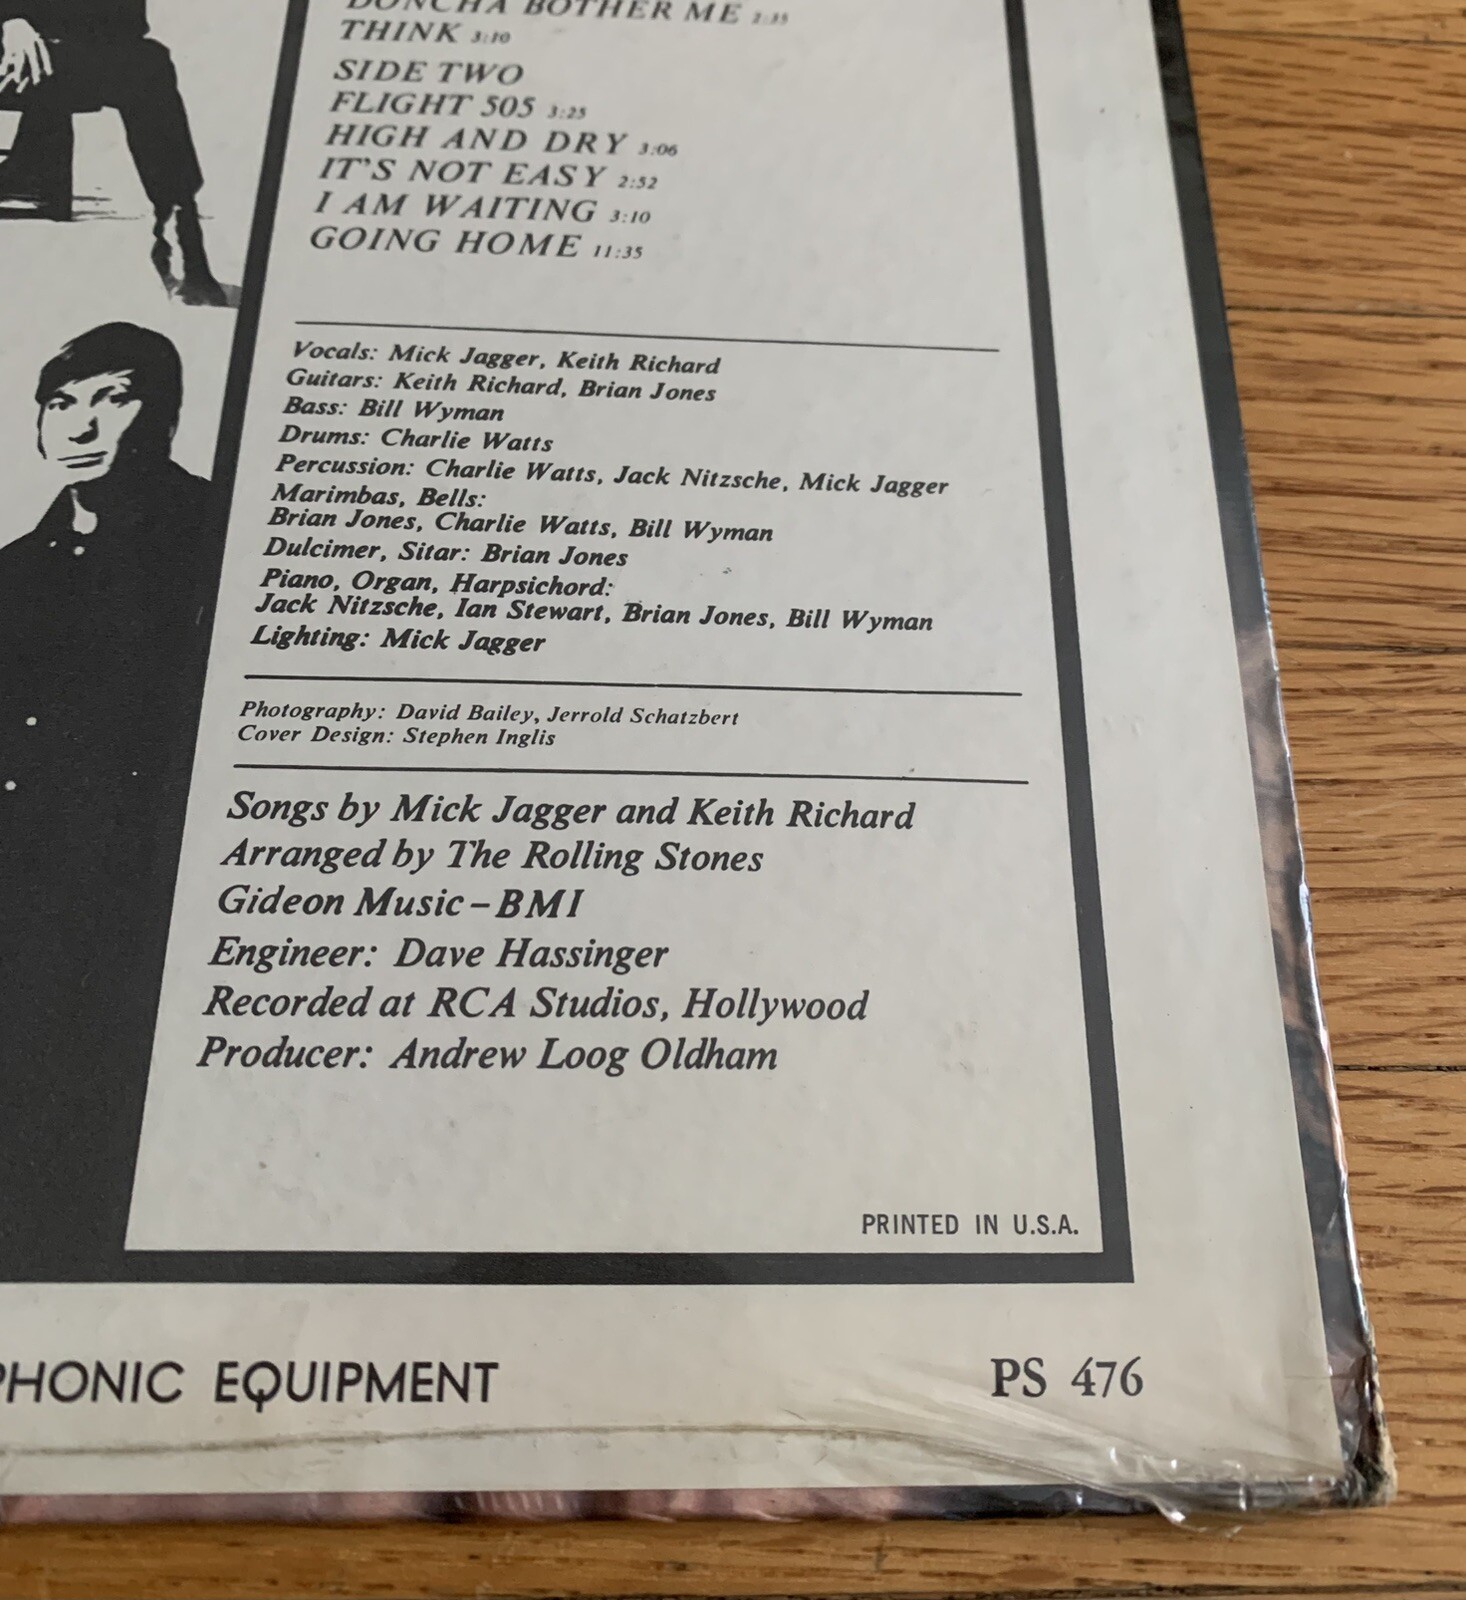 DONCHA BOTHER ME 2:35
THINK 3:10
SIDE TWO
FLIGHT 505 3:25
HIGH AND DRY 3:06
IT'S NOT EASY 2:52
I AM WAITING 3:10
GOING HOME 11:35
Vocals: Mick Jagger, Keith Richard
Guitars: Keith Richard, Brian Jones
Bass: Bill Wyman
Drums: Charlie Watts
Percussion: Charlie Watts, Jack Nitzsche, Mick Jagger
Marimbas, Bells:
Brian Jones, Charlie Watts, Bill Wyman
Dulcimer, Sitar: Brian Jones
Piano, Organ, Harpsichord:
Jack Nitzsche, Ian Stewart, Brian Jones, Bill Wyman
Lighting: Mick Jagger
Photography: David Bailey, Jerrold Schatzbert
Cover Design: Stephen Inglis
Songs by Mick Jagger and Keith Richard
Arranged by The Rolling Stones
Gideon Music – BMI
Engineer: Dave Hassinger
Recorded at RCA Studios, Hollywood
Producer: Andrew Loog Oldham
PRINTED IN U.S.A.
PHONIC EQUIPMENT
PS 476